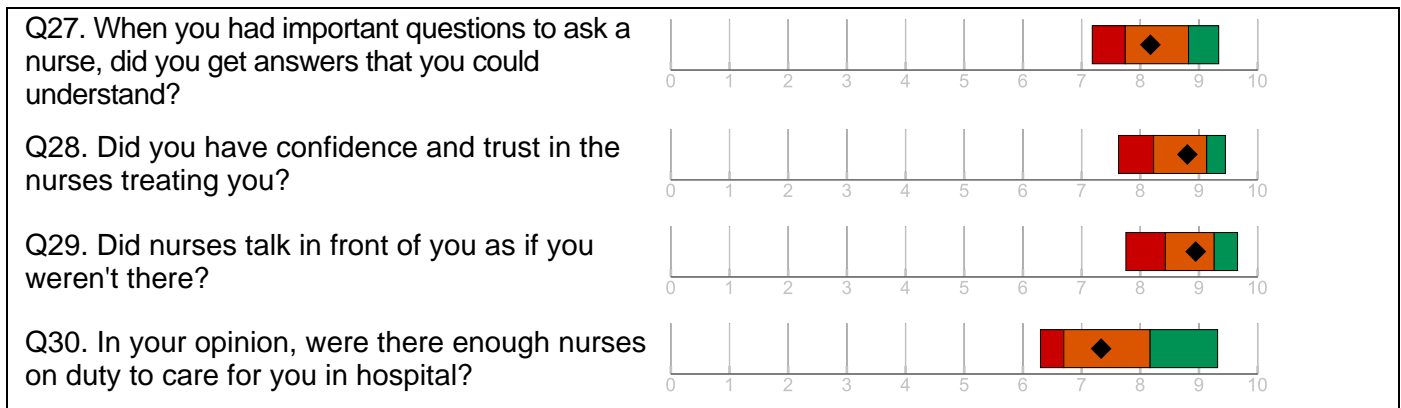 Q27. When you had important questions to ask a
nurse, did you get answers that you could
understand?
0 1 2 3 4 5 6 7 8 9 10
Q28. Did you have confidence and trust in the
nurses treating you?
0 1 2 3 4 5 6 7 8 9 10
Q29. Did nurses talk in front of you as if you
weren't there?
0 1 2 3 4 5 6 7 8 9 10
Q30. In your opinion, were there enough nurses
on duty to care for you in hospital?
0 1 2 3 4 5 6 7 8 9 10